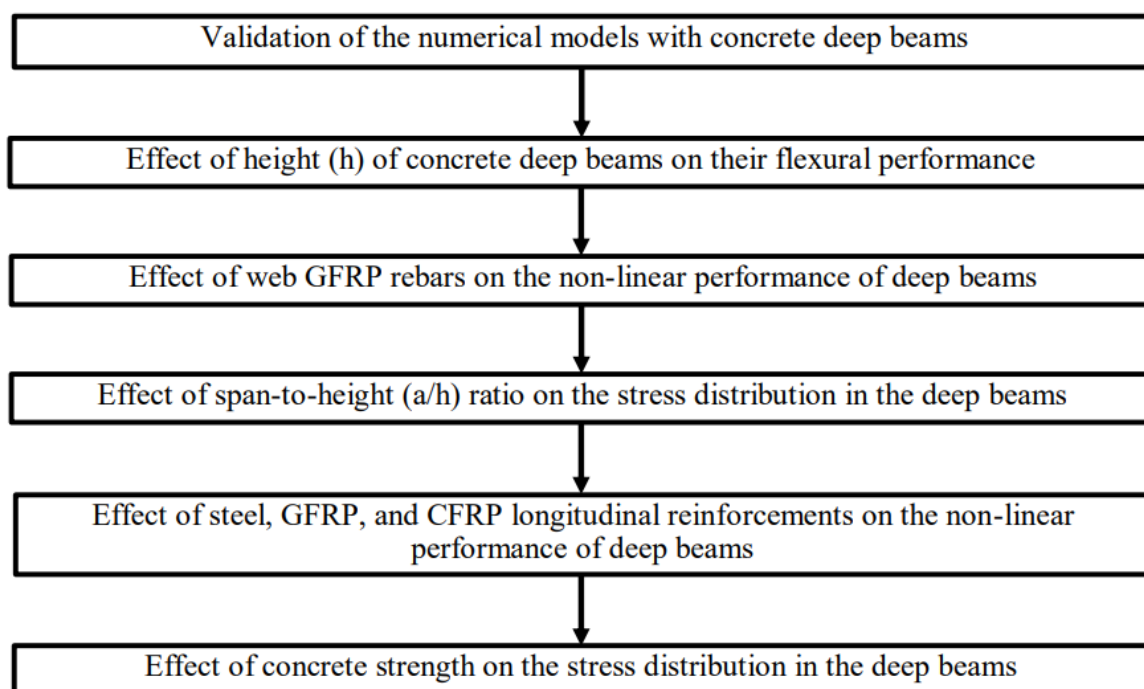 Validation of the numerical models with concrete deep beams
Effect of height (h) of concrete deep beams on their flexural performance
Effect of web GFRP rebars on the non-linear performance of deep beams
Effect of span-to-height (a/h) ratio on the stress distribution in the deep beams
Effect of steel, GFRP, and CFRP longitudinal reinforcements on the non-linear
performance of deep beams
Effect of concrete strength on the stress distribution in the deep beams